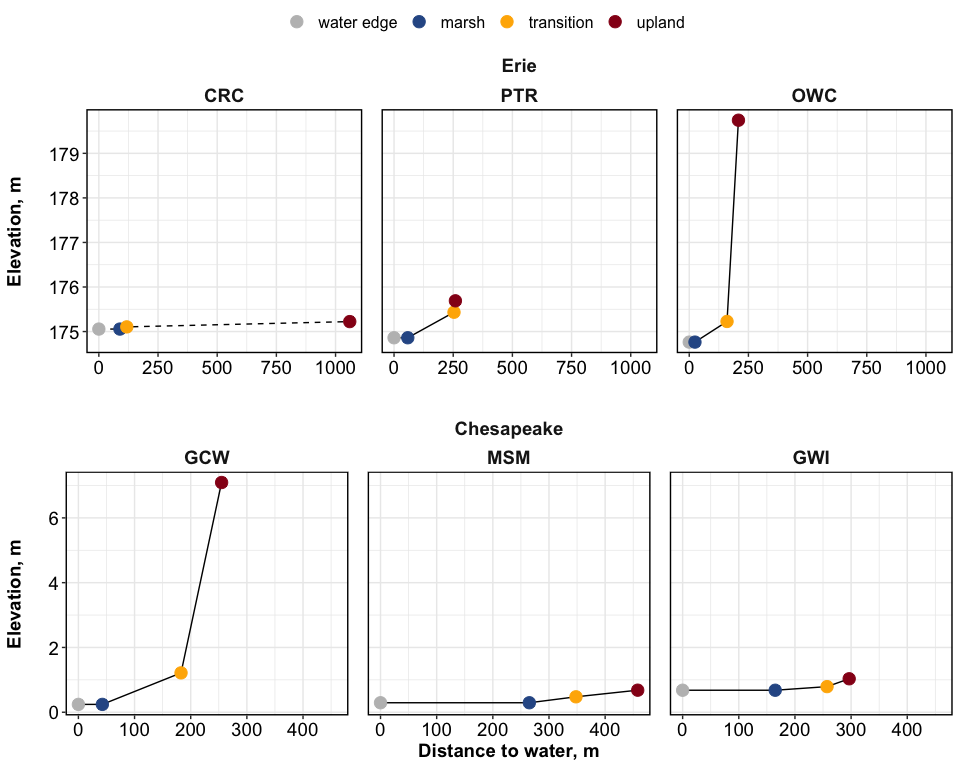 water edge marsh transition upland
Erie
CRC PTR OWC
Elevation, m
179
178
177
176
175
0 250 500 750 1000 0 250 500 750 1000 0 250 500 750 1000
Chesapeake
GCW MSM GWI
Elevation, m
6
4
2
0
0 100 200 300 400 0 100 200 300 400 0 100 200 300 400
Distance to water, m